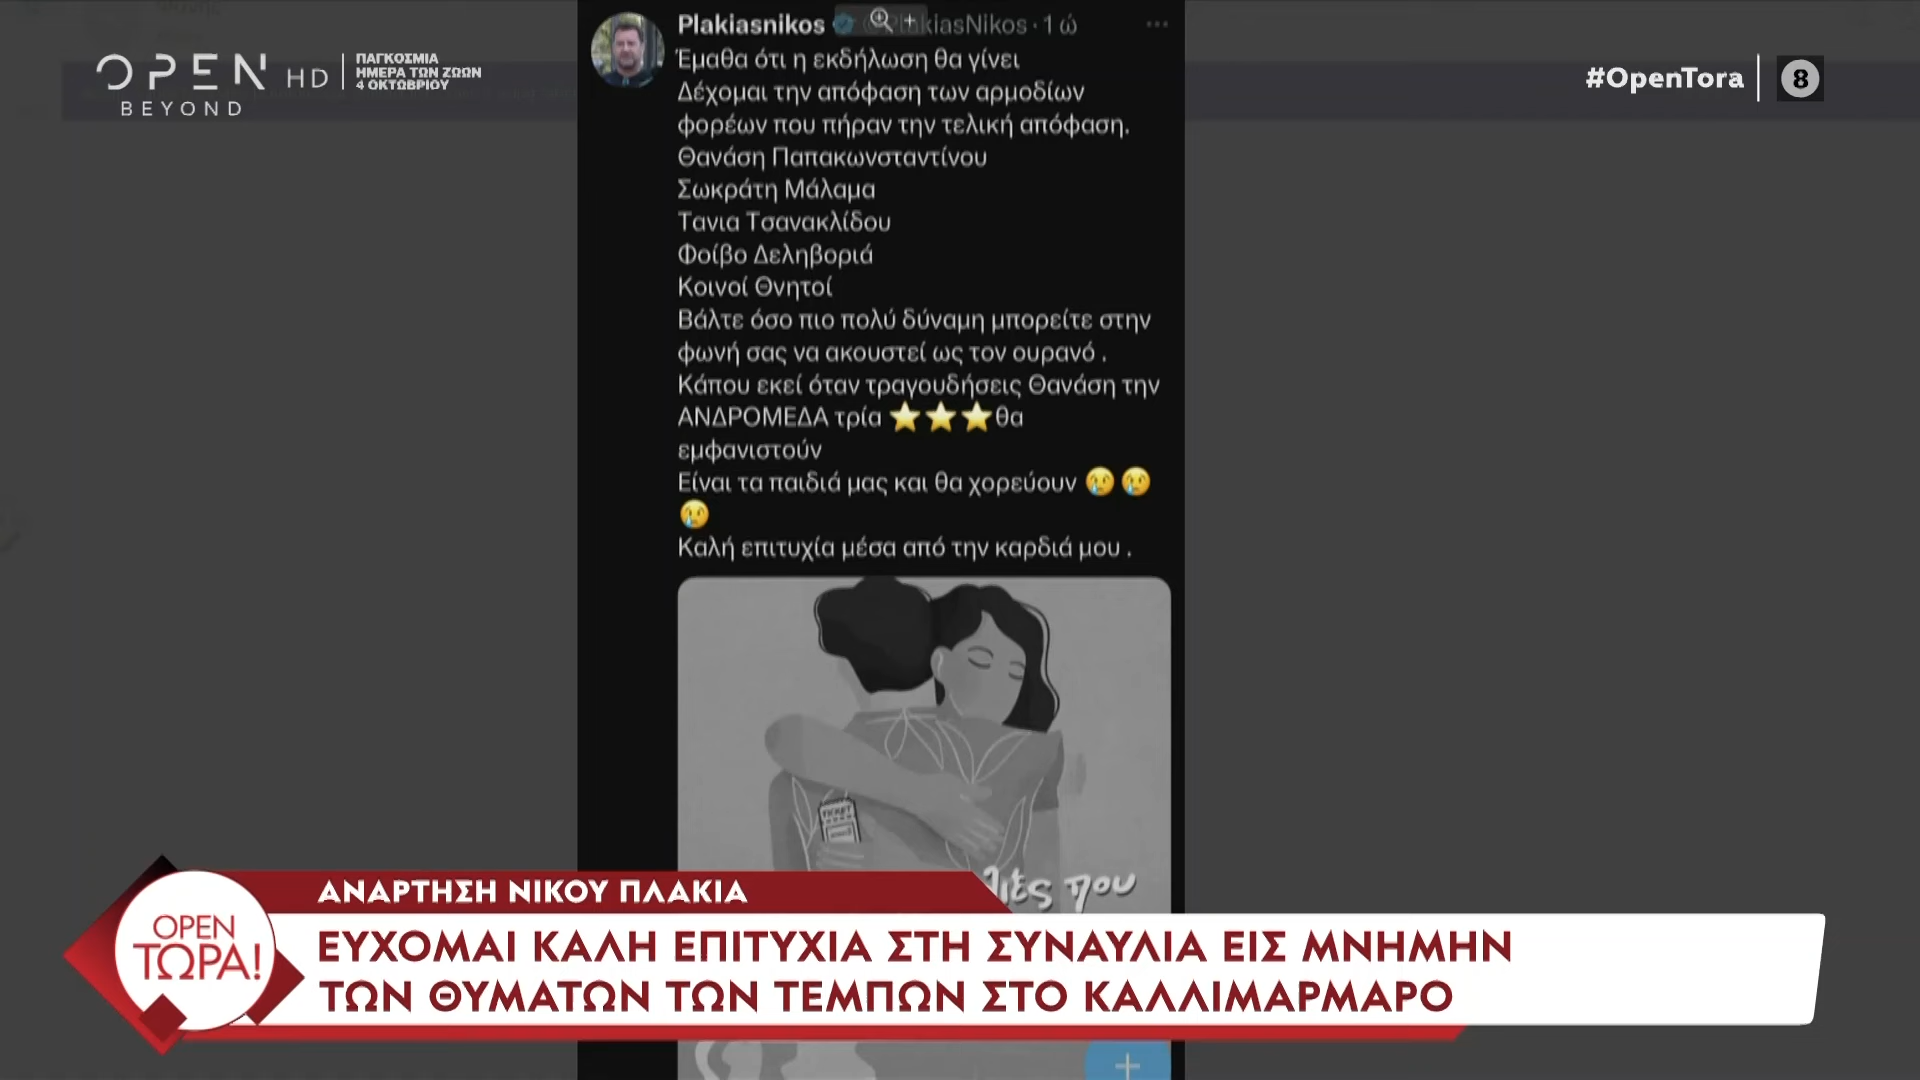 Plakiasnikos @PlakiasNikos · 1 ώ
Έμαθα ότι η εκδήλωση θα γίνει
Δέχομαι την απόφαση των αρμοδίων
φορέων που πήραν την τελική απόφαση.
Θανάση Παπακωνσταντίνου
Σωκράτη Μάλαμα
Τανια Τσανακλίδου
Φοίβο Δεληβοριά
Κοινοί Θνητοί
Βάλτε όσο πιο πολύ δύναμη μπορείτε στην
φωνή σας να ακουστεί ως τον ουρανό .
Κάπου εκεί όταν τραγουδήσεις Θανάση την
ΑΝΔΡΟΜΕΔΑ τρία ⭐⭐⭐θα
εμφανιστούν
Είναι τα παιδιά μας και θα χορεύουν 😢😢
😢
Καλή επιτυχία μέσα από την καρδιά μου .
OPEN HD
BEYOND
ΠΑΓΚΟΣΜΙΑ
ΗΜΕΡΑ ΤΩΝ ΖΩΩΝ
4 ΟΚΤΩΒΡΙΟΥ
#OpenTora
8
TICKET
που
ΑΝΑΡΤΗΣΗ ΝΙΚΟΥ ΠΛΑΚΙΑ
OPEN
ΤΩΡΑ!
ΕΥΧΟΜΑΙ ΚΑΛΗ ΕΠΙΤΥΧΙΑ ΣΤΗ ΣΥΝΑΥΛΙΑ ΕΙΣ ΜΝΗΜΗΝ
ΤΩΝ ΘΥΜΑΤΩΝ ΤΩΝ ΤΕΜΠΩΝ ΣΤΟ ΚΑΛΛΙΜΑΡΜΑΡΟ